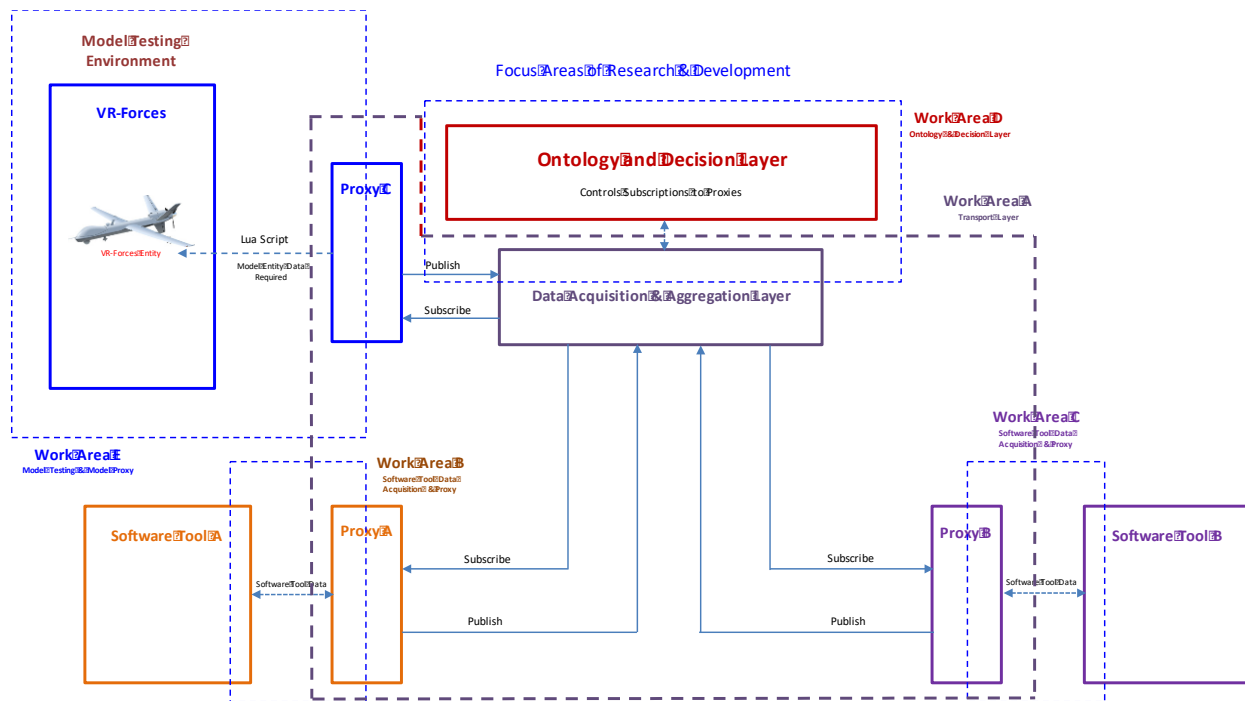 Model Testing
Environment
VR-Forces
VR-Forces Entity
Lua Script
Model Entity Data
Required
Proxy C
Focus Areas of Research & Development
Ontology and Decision Layer
Controls Subscriptions to Proxies
Work Area D
Ontology & Decision Layer
Work Area A
Transport Layer
Publish
Subscribe
Data Acquisition & Aggregation Layer
Work Area E
Model Testing & Model Proxy
Work Area B
Software Tool Data
Acquisition & Proxy
Work Area C
Software Tool Data
Acquisition & Proxy
Software Tool A
Software Tool Data
Proxy A
Subscribe
Publish
Subscribe
Publish
Proxy B
Software Tool Data
Software Tool B